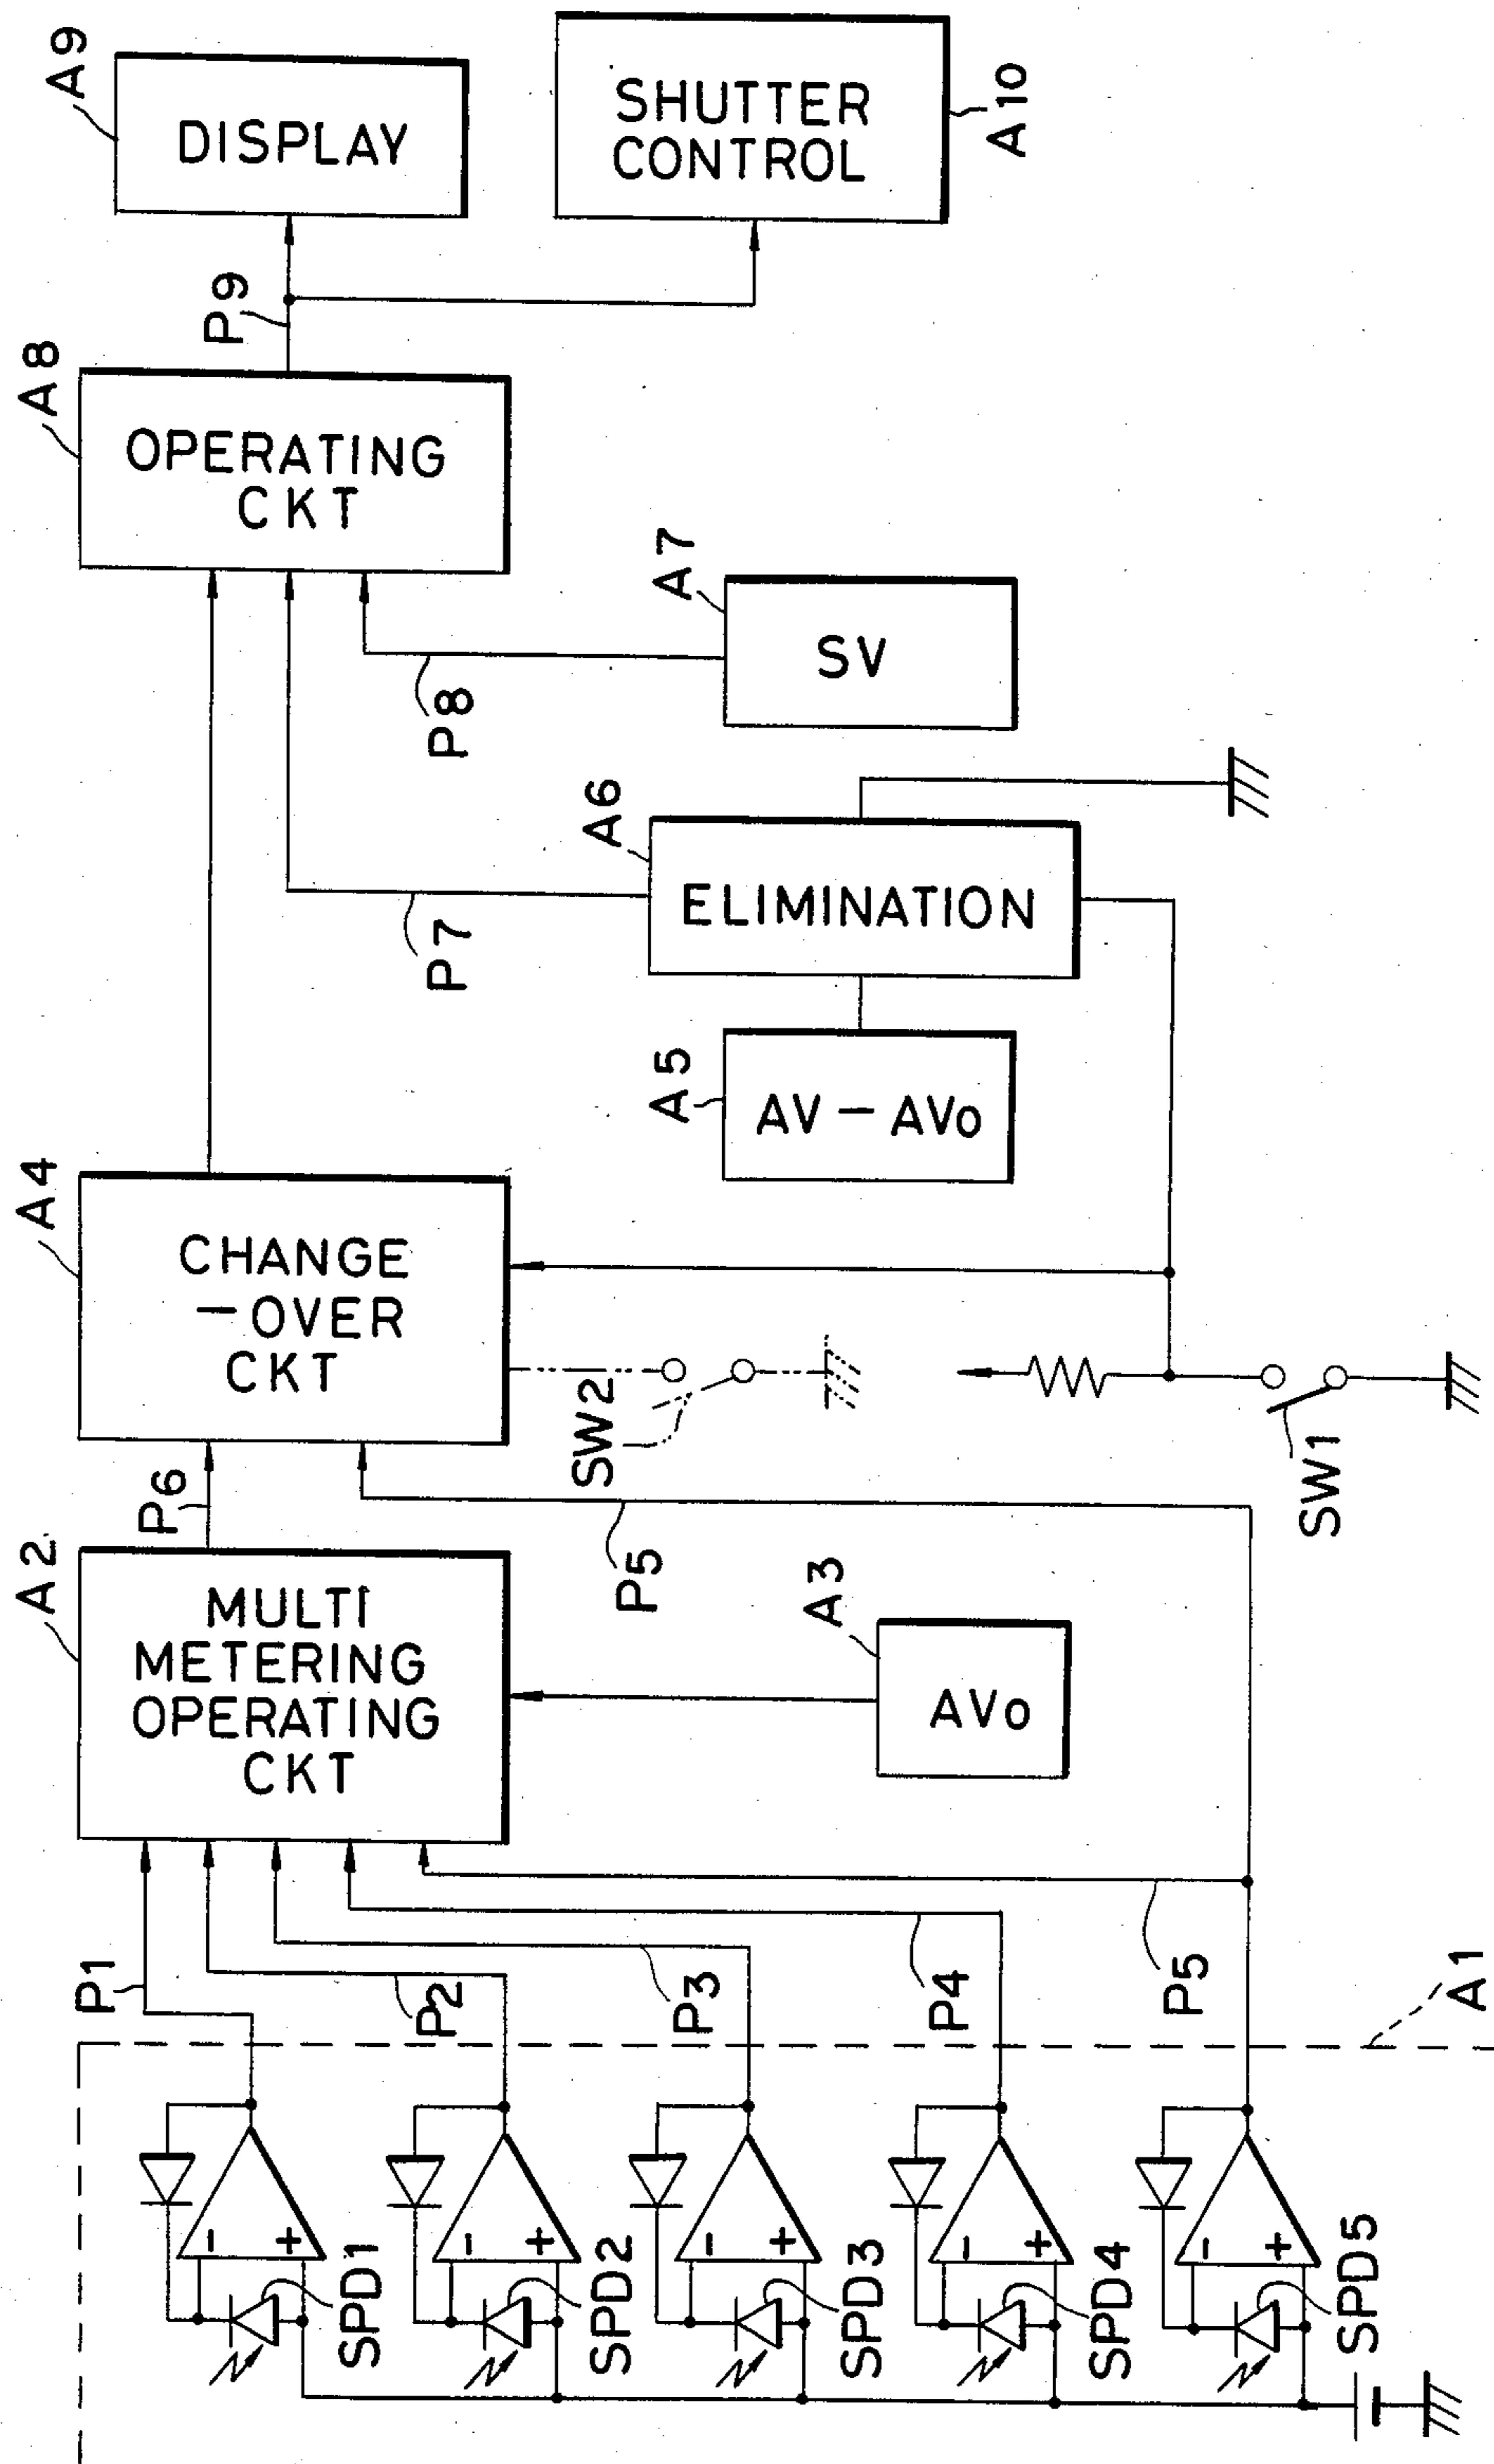 A9
DISPLAY
SHUTTER
CONTROL
A10
P9
A8
OPERATING
CKT
A7
SV
P8
A6
ELIMINATION
P7
A5
AV-AVo
A4
CHANGE
-OVER
CKT
SW2
SW1
P6
P5
A2
MULTI
METERING
OPERATING
CKT
A3
AVo
P1
P2
P3
P4
P5
A1
- +
SPD1
- +
SPD2
- +
SPD3
- +
SPD4
- +
SPD5